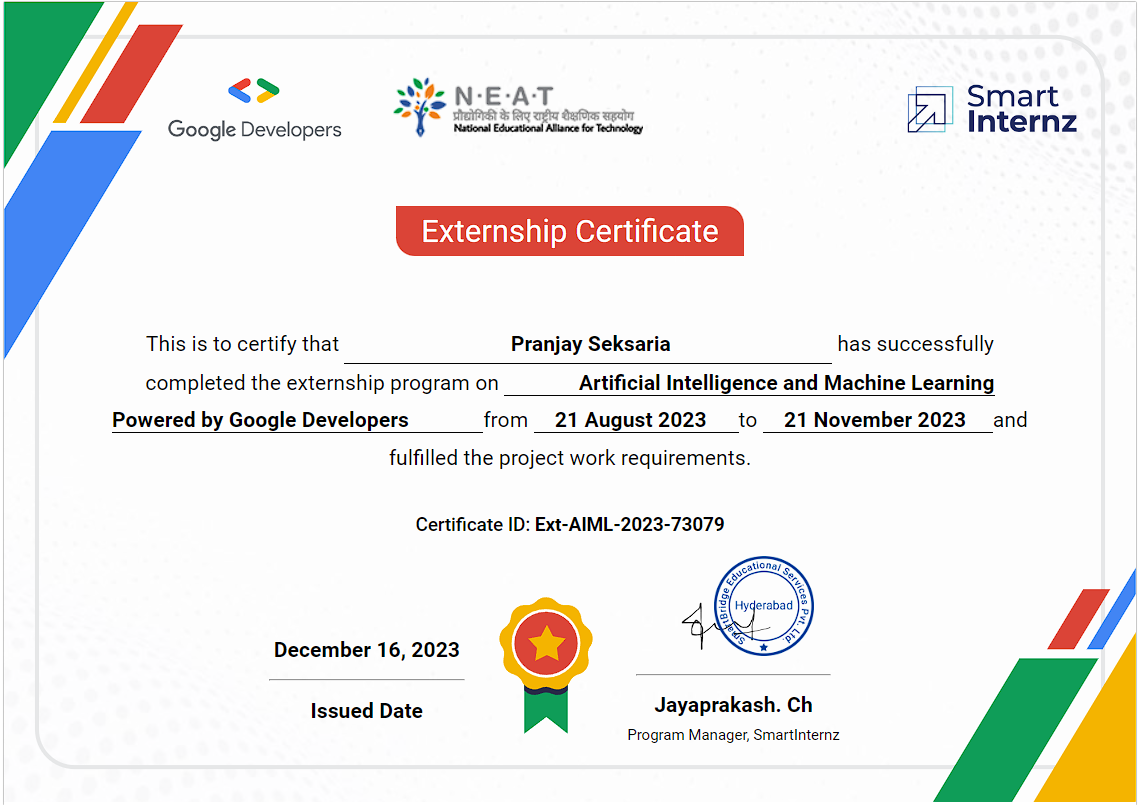 Google Developers
N·E·A·T
प्रौद्योगिकी के लिए राष्ट्रीय शैक्षणिक सहयोग
National Educational Alliance for Technology
Smart
Internz
Externship Certificate
This is to certify that Pranjay Seksaria has successfully
completed the externship program on Artificial Intelligence and Machine Learning
Powered by Google Developers from 21 August 2023 to 21 November 2023 and
fulfilled the project work requirements.
Certificate ID: Ext-AIML-2023-73079
SmartBridge Educational Services Pvt. Ltd
Hyderabad
December 16, 2023
Issued Date
Jayaprakash. Ch
Program Manager, SmartInternz